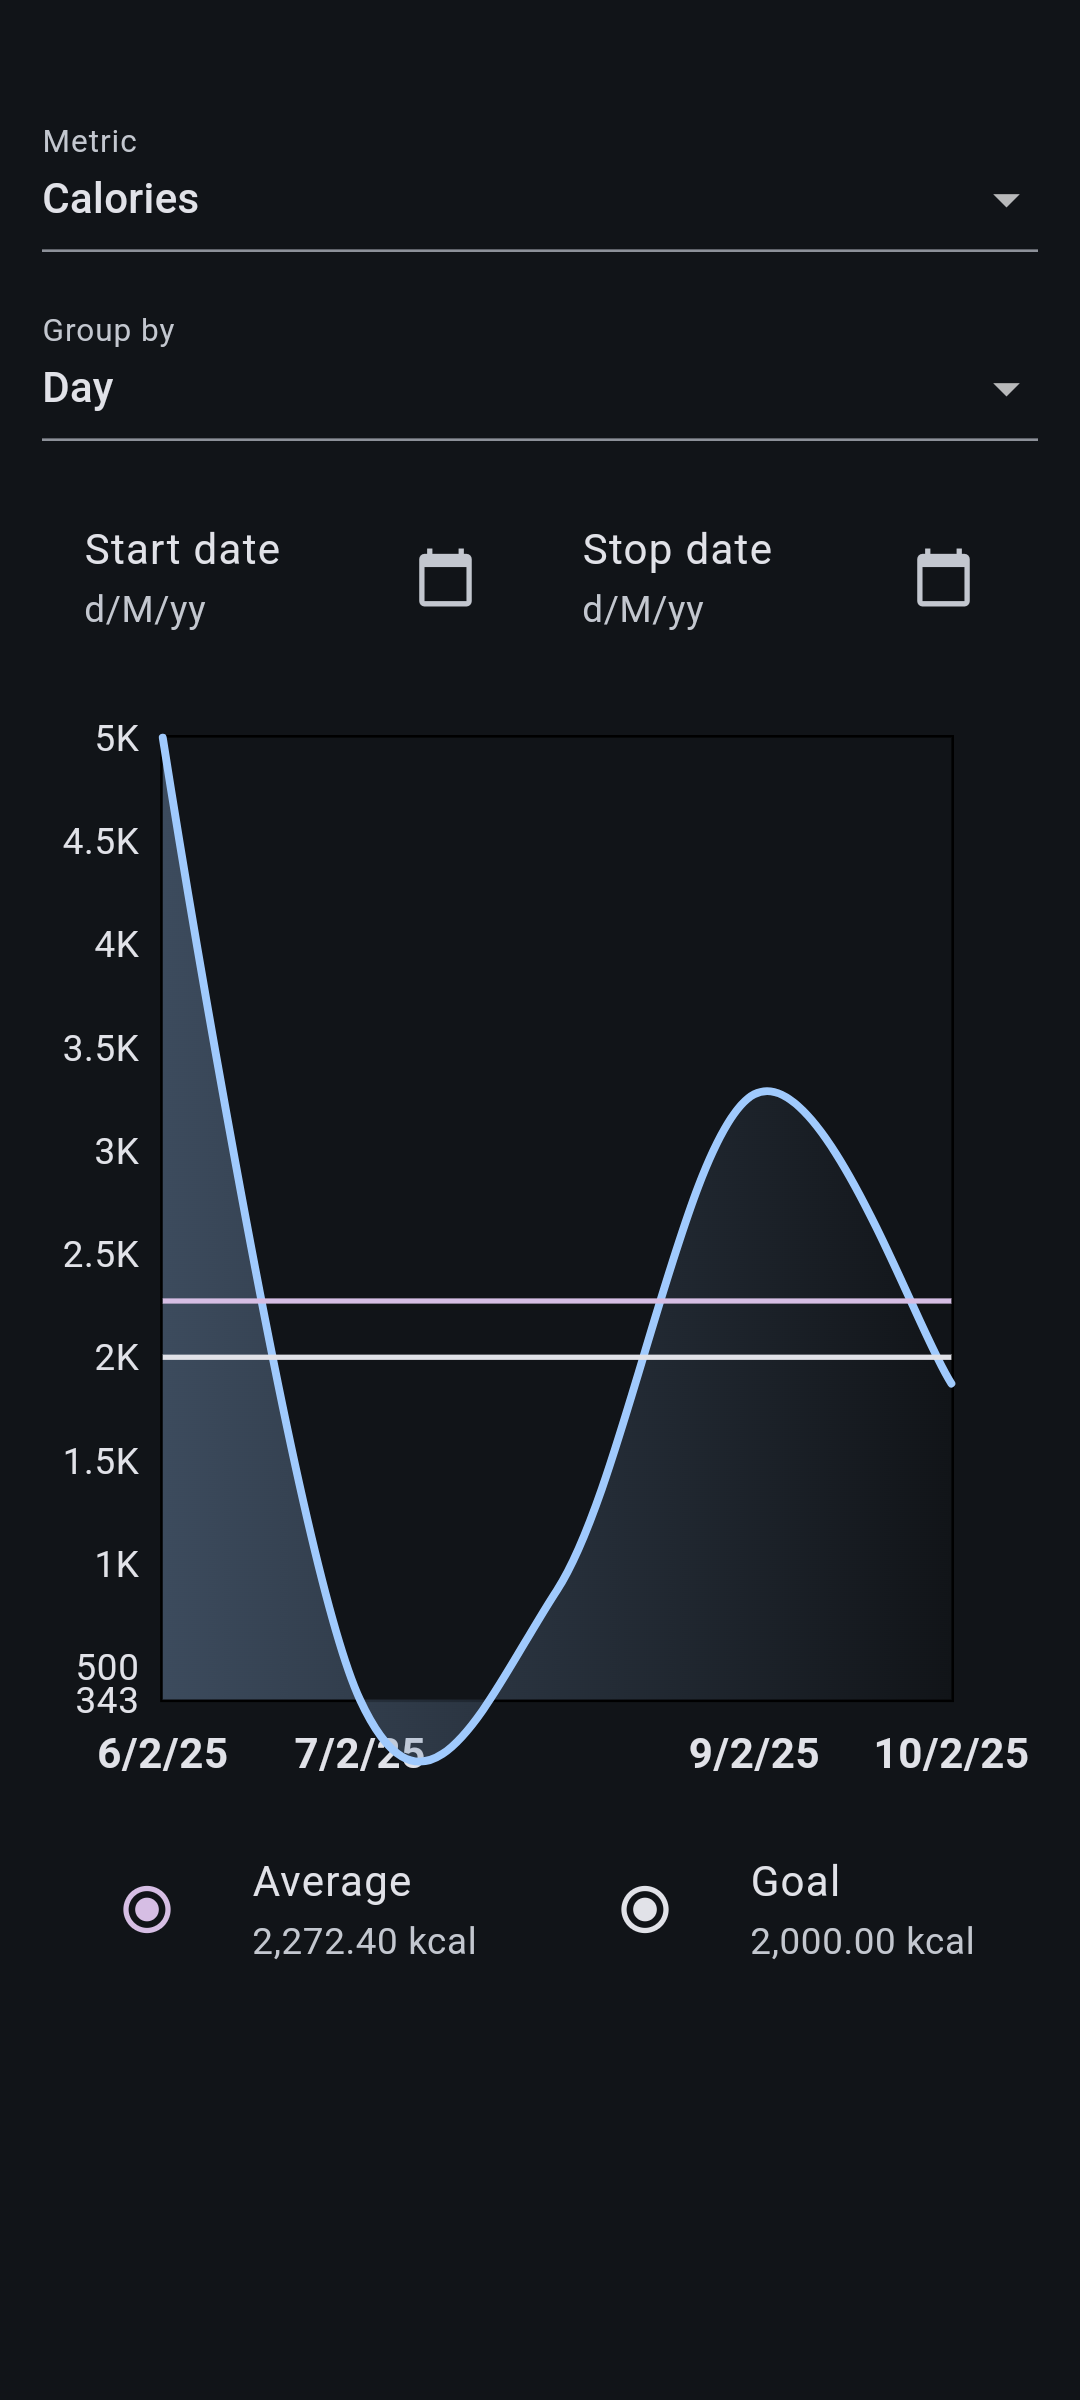 Metric
Calories
Group by
Day
Start date
d/M/yy
Stop date
d/M/yy
5K
4.5K
4K
3.5K
3K
2.5K
2K
1.5K
1K
500
343
6/2/25 7/2/25 9/2/25 10/2/25
Average
2,272.40 kcal
Goal
2,000.00 kcal